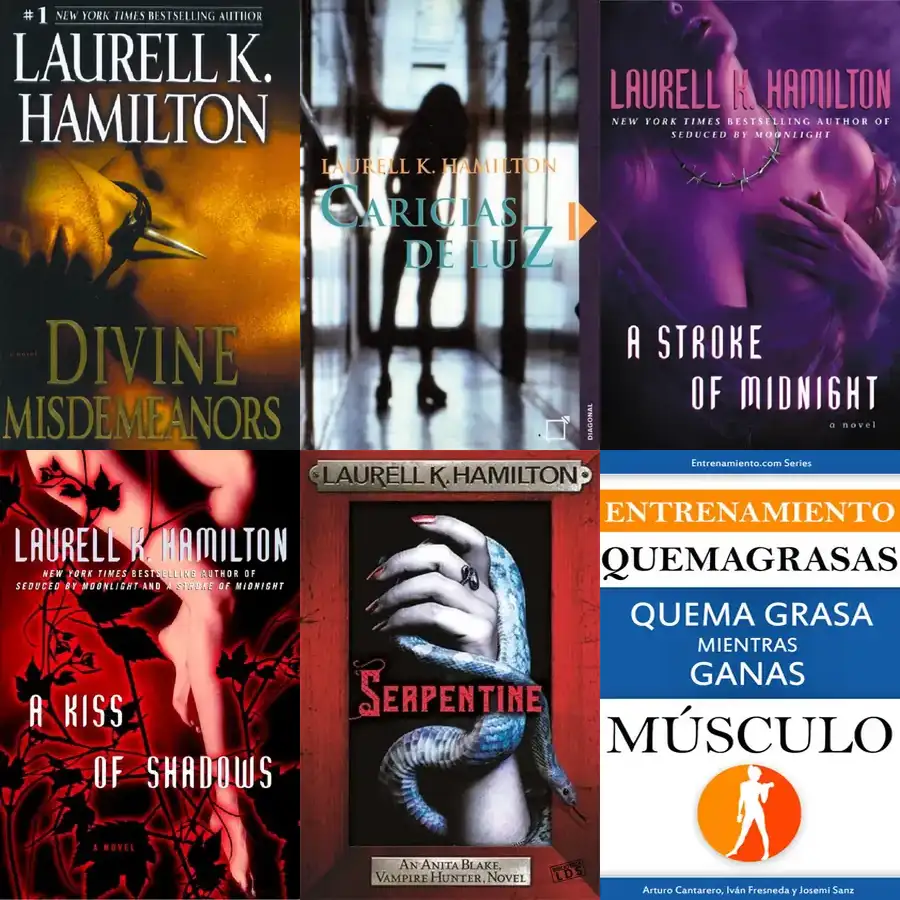 #1 NEW YORK TIMES BESTSELLING AUTHOR
LAURELL K.
HAMILTON
a novel
DIVINE
MISDEMEANORS
LAURELL K. HAMILTON
CARICIAS
DE LUZ
DIAGONAL
LAURELL K. HAMILTON
NEW YORK TIMES BESTSELLING AUTHOR OF
SEDUCED BY MOONLIGHT
A STROKE
OF MIDNIGHT
a novel
LAURELL K. HAMILTON
NEW YORK TIMES BESTSELLING AUTHOR OF
SEDUCED BY MOONLIGHT AND A STROKE OF MIDNIGHT
A KISS
OF SHADOWS
A NOVEL
LAURELL K. HAMILTON
SERPENTINE
AN ANITA BLAKE,
VAMPIRE HUNTER, NOVEL
LDS
Entrenamiento.com Series
ENTRENAMIENTO
QUEMAGRASAS
QUEMA GRASA
MIENTRAS
GANAS
MÚSCULO
Arturo Cantarero, Iván Fresneda y Josemi Sanz